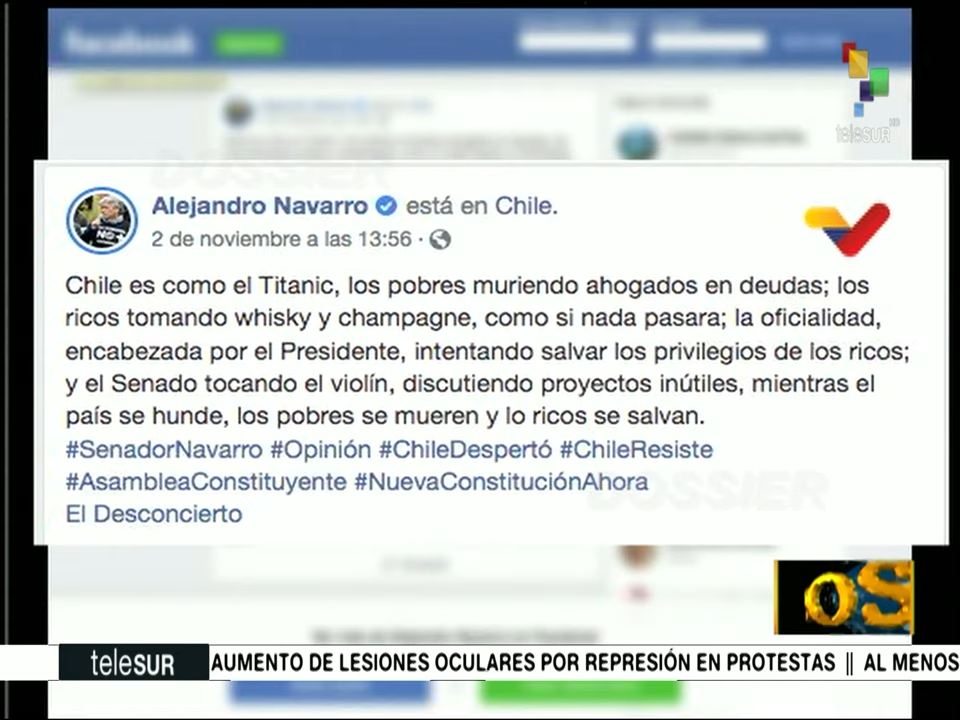 facebook
teleSUR HD
DOSSIER
Alejandro Navarro está en Chile.
2 de noviembre a las 13:56 ·
Chile es como el Titanic, los pobres muriendo ahogados en deudas; los
ricos tomando whisky y champagne, como si nada pasara; la oficialidad,
encabezada por el Presidente, intentando salvar los privilegios de los ricos;
y el Senado tocando el violín, discutiendo proyectos inútiles, mientras el
país se hunde, los pobres se mueren y lo ricos se salvan.
#SenadorNavarro #Opinión #ChileDespertó #ChileResiste
#AsambleaConstituyente #NuevaConstituciónAhora
DOSSIER
El Desconcierto
OS
teleSUR AUMENTO DE LESIONES OCULARES POR REPRESIÓN EN PROTESTAS || AL MENOS